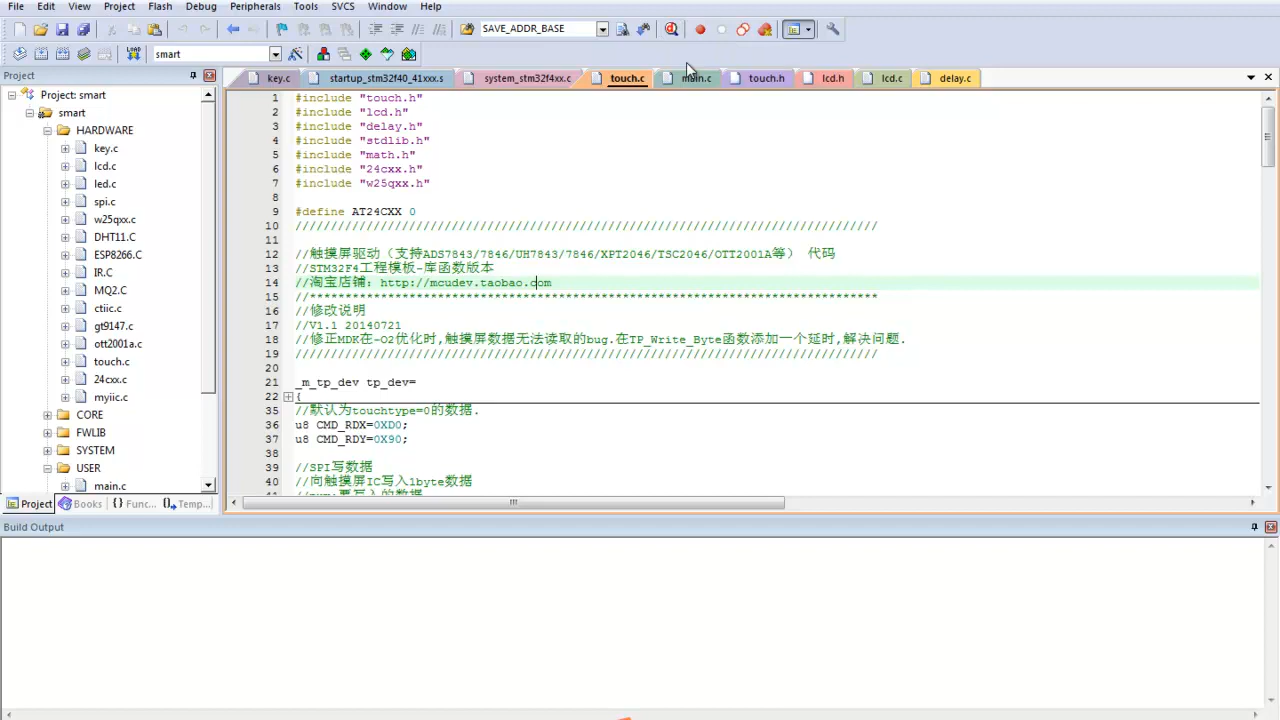 File Edit View Project Flash Debug Peripherals Tools SVCS Window Help
SAVE_ADDR_BASE
LOAD smart
Project
key.c startup_stm32f40_41xxx.s system_stm32f4xx.c touch.c main.c touch.h lcd.h lcd.c delay.c
Project: smart
smart
HARDWARE
key.c
lcd.c
led.c
spi.c
w25qxx.c
DHT11.C
ESP8266.C
IR.C
MQ2.C
ctiic.c
gt9147.c
ott2001a.c
touch.c
24cxx.c
myiic.c
CORE
FWLIB
SYSTEM
USER
main.c
Project Books Func... Temp...
1 #include "touch.h"
2 #include "lcd.h"
3 #include "delay.h"
4 #include "stdlib.h"
5 #include "math.h"
6 #include "24cxx.h"
7 #include "w25qxx.h"
8
9 #define AT24CXX 0
10 //////////////////////////////////////////////////////////////////////////////////
11
12 //触摸屏驱动（支持ADS7843/7846/UH7843/7846/XPT2046/TSC2046/OTT2001A等） 代码
13 //STM32F4工程模板-库函数版本
14 //淘宝店铺：http://mcudev.taobao.com
15 //********************************************************************************
16 //修改说明
17 //V1.1 20140721
18 //修正MDK在-O2优化时,触摸屏数据无法读取的bug.在TP_Write_Byte函数添加一个延时,解决问题.
19 //////////////////////////////////////////////////////////////////////////////////
20
21 _m_tp_dev tp_dev=
22 {
35 //默认为touchtype=0的数据.
36 u8 CMD_RDX=0XD0;
37 u8 CMD_RDY=0X90;
38
39 //SPI写数据
40 //向触摸屏IC写入1byte数据
41 //num:要写入的数据
Build Output